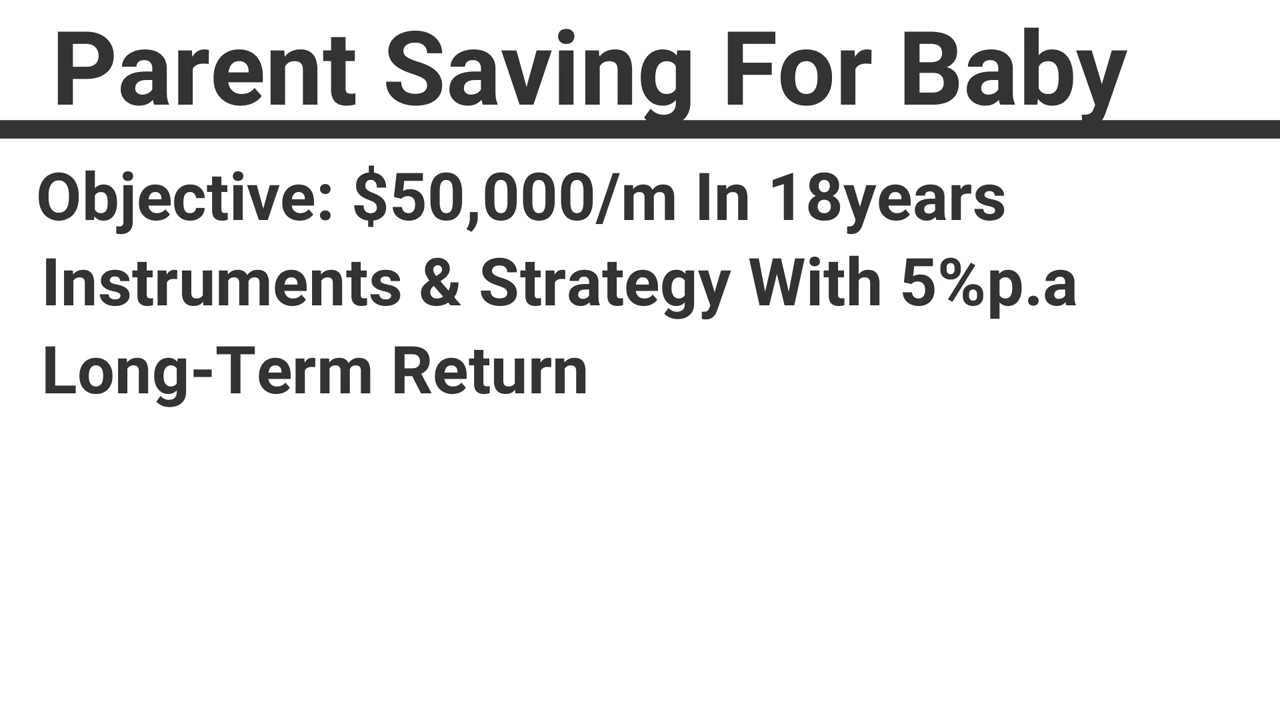 Parent Saving For Baby
Objective: $50,000/m In 18years
Instruments & Strategy With 5%p.a
Long-Term Return